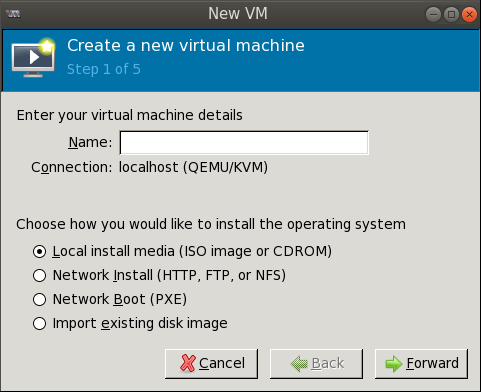 New VM
Create a new virtual machine
Step 1 of 5
Enter your virtual machine details
Name:
Connection: localhost (QEMU/KVM)
Choose how you would like to install the operating system
Local install media (ISO image or CDROM)
Network Install (HTTP, FTP, or NFS)
Network Boot (PXE)
Import existing disk image
Cancel Back Forward